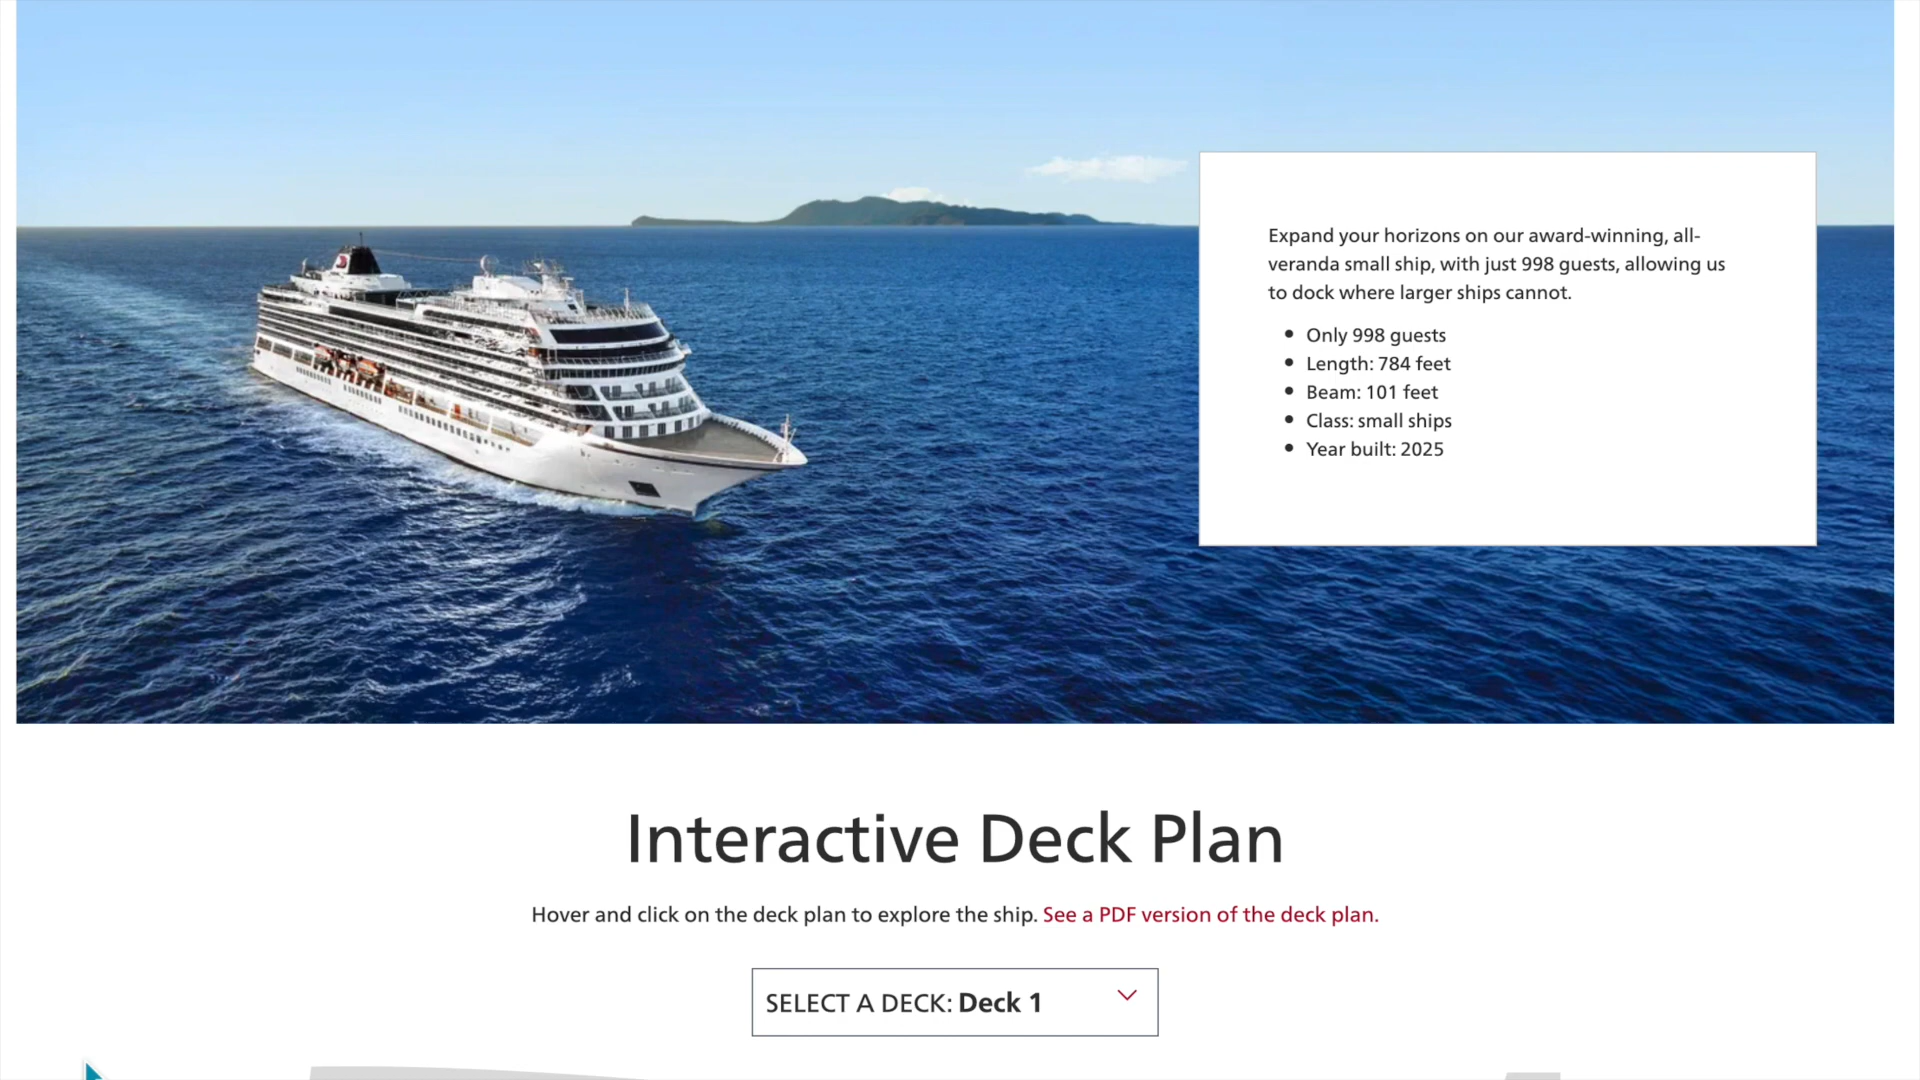 Expand your horizons on our award-winning, all-
veranda small ship, with just 998 guests, allowing us
to dock where larger ships cannot.
• Only 998 guests
• Length: 784 feet
• Beam: 101 feet
• Class: small ships
• Year built: 2025
Interactive Deck Plan
Hover and click on the deck plan to explore the ship. See a PDF version of the deck plan.
SELECT A DECK: Deck 1